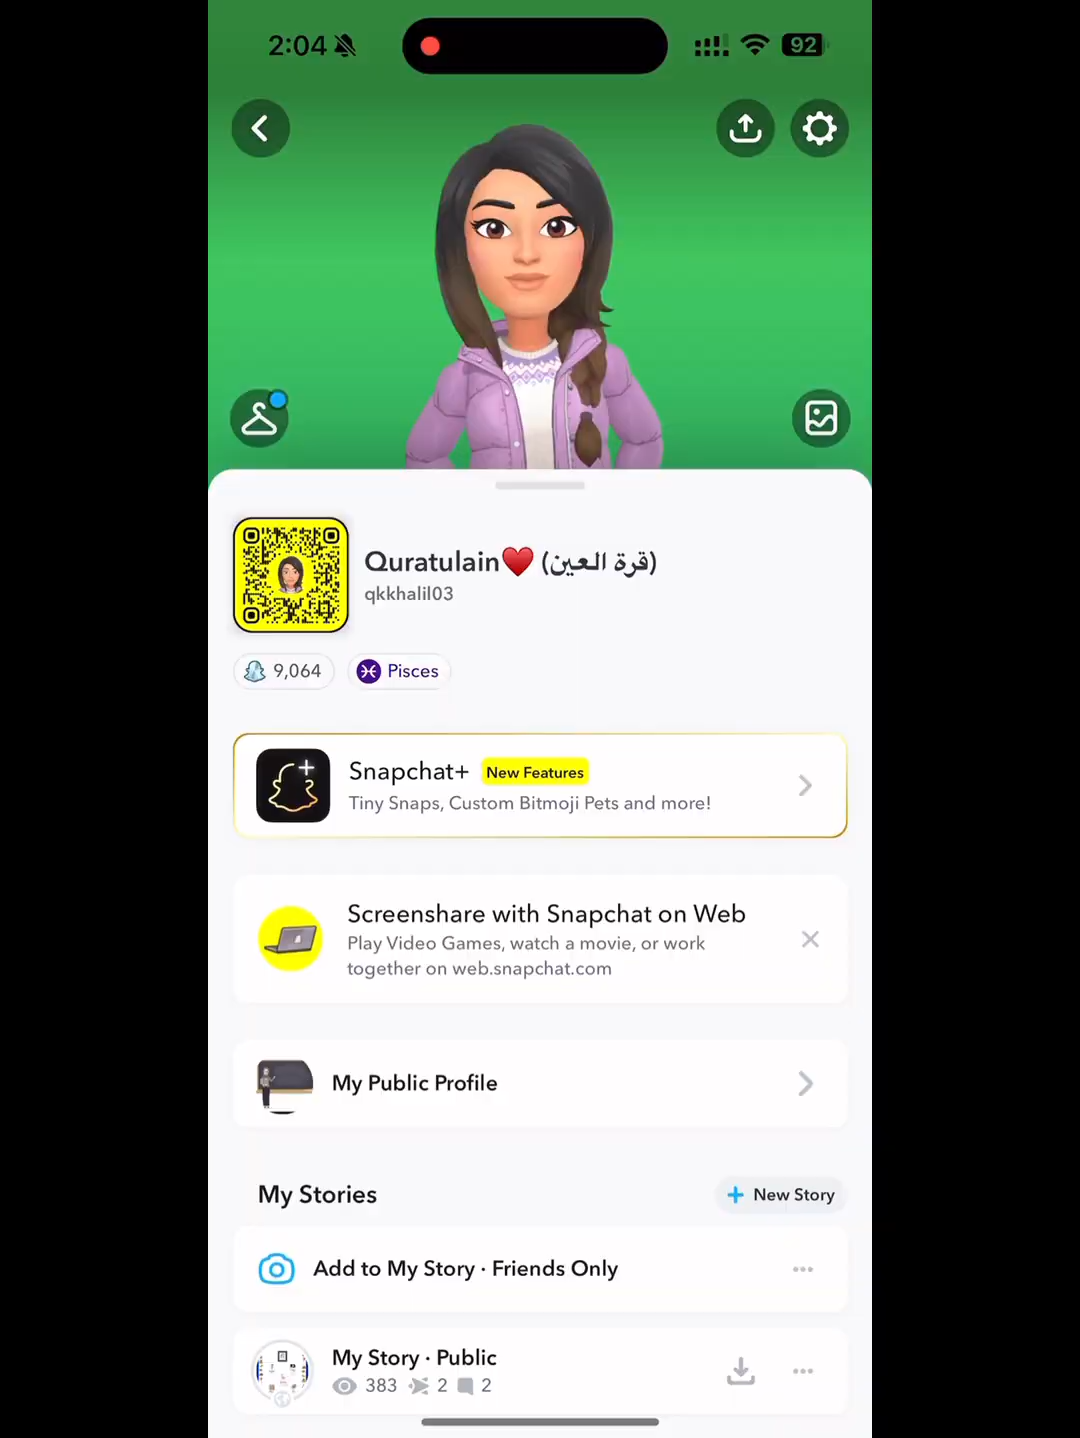 2:04
92
Quratulain♥️ (قرة العين)
qkkhalil03
9,064
Pisces
Snapchat+ New Features
Tiny Snaps, Custom Bitmoji Pets and more!
Screenshare with Snapchat on Web
Play Video Games, watch a movie, or work
together on web.snapchat.com
My Public Profile
My Stories
+ New Story
Add to My Story · Friends Only
My Story · Public
383 2 2